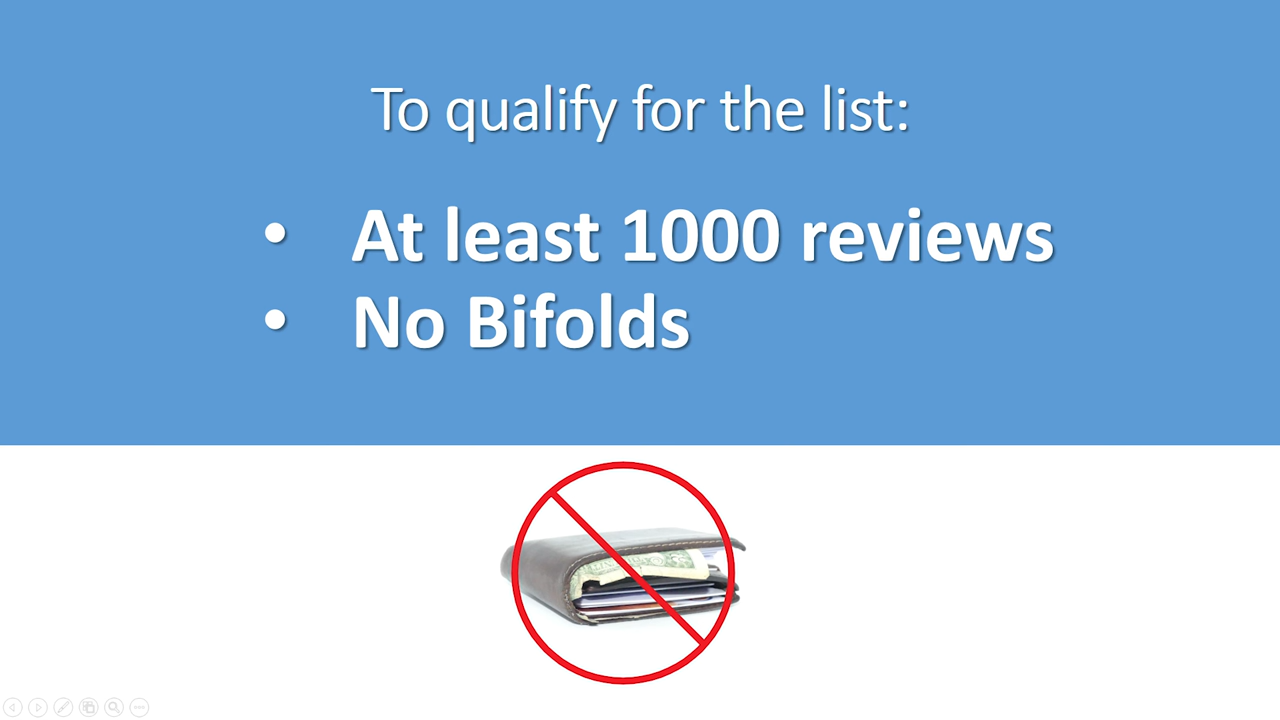 To qualify for the list:
• At least 1000 reviews
• No Bifolds